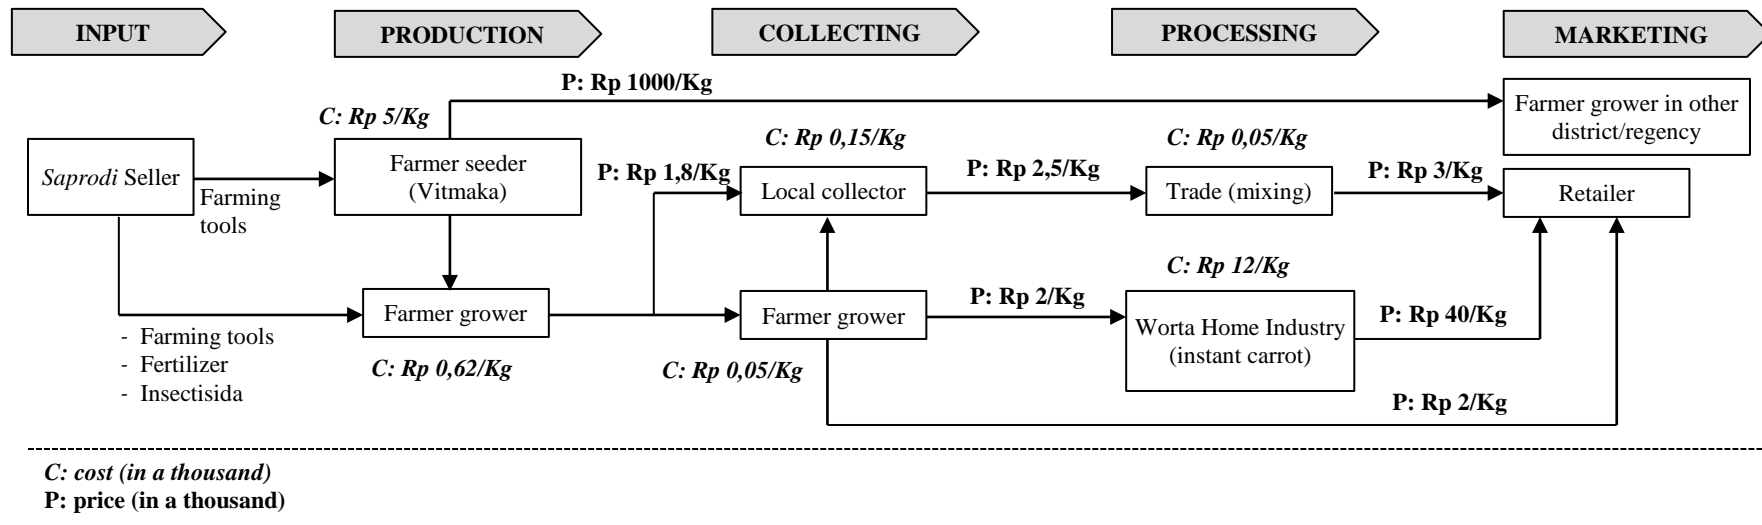 INPUT
PRODUCTION
COLLECTING
PROCESSING
MARKETING
P: Rp 1000/Kg
C: Rp 5/Kg
Farmer grower in other
district/regency
Saprodi Seller
Farming
tools
Farmer seeder
(Vitmaka)
P: Rp 1,8/Kg
C: Rp 0,15/Kg
Local collector
P: Rp 2,5/Kg
C: Rp 0,05/Kg
Trade (mixing)
P: Rp 3/Kg
Retailer
- Farming tools
- Fertilizer
- Insectisida
Farmer grower
C: Rp 0,62/Kg
Farmer grower
C: Rp 0,05/Kg
P: Rp 2/Kg
C: Rp 12/Kg
Worta Home Industry
(instant carrot)
P: Rp 40/Kg
P: Rp 2/Kg
C: cost (in a thousand)
P: price (in a thousand)